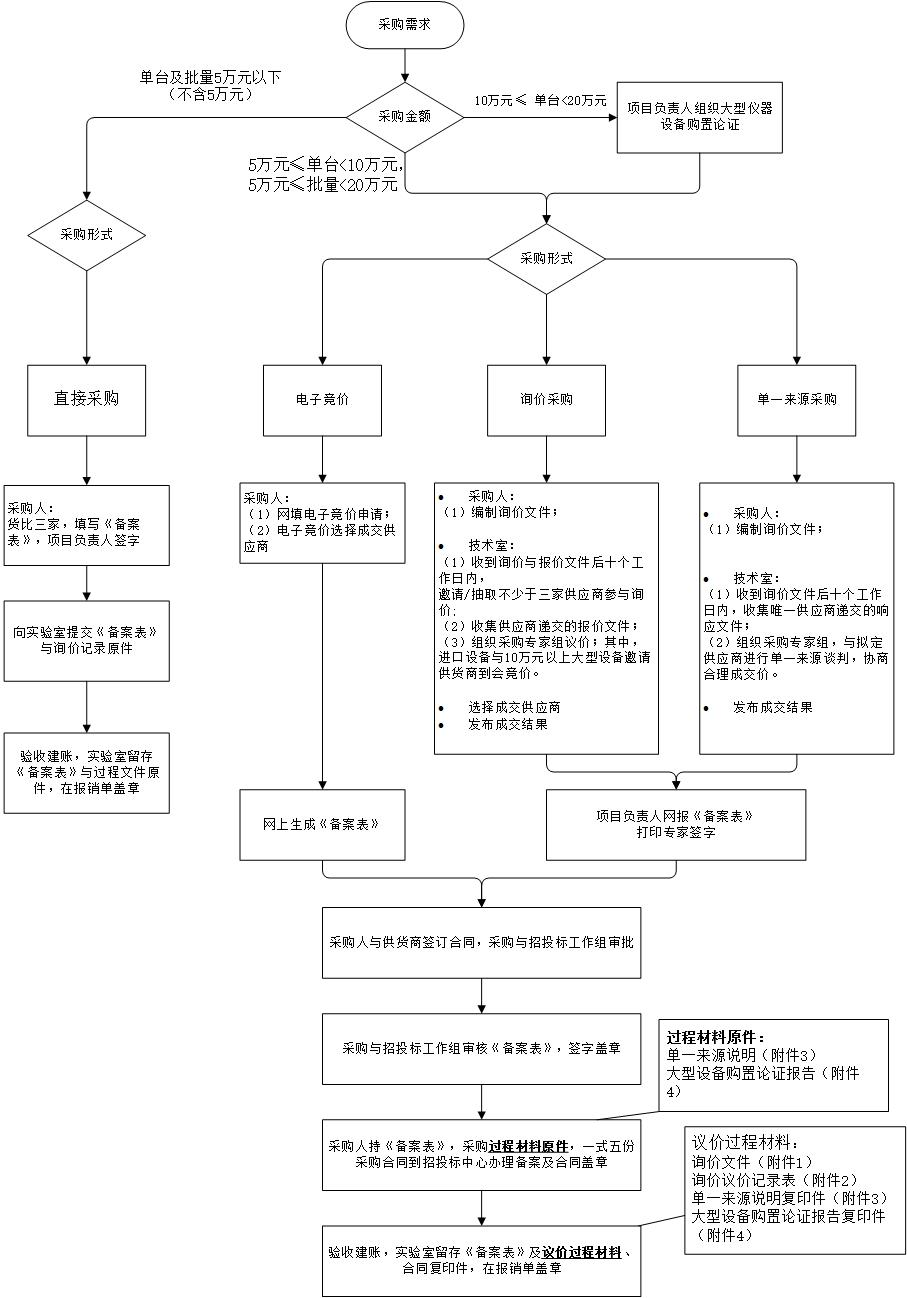 采购需求
单台及批量5万元以下
（不含5万元）
采购金额
10万元≤ 单台<20万元
项目负责人组织大型仪器
设备购置论证
5万元≤单台<10万元，
5万元≤批量<20万元
采购形式
采购形式
直接采购
电子竞价
询价采购
单一来源采购
采购人：
货比三家，填写《备案
表》，项目负责人签字
采购人：
（1）网填电子竞价申请；
（2）电子竞价选择成交供
应商
• 采购人：
（1）编制询价文件；
• 技术室：
（1）收到询价与报价文件后十个工
作日内，
邀请/抽取不少于三家供应商参与询
价；
（2）收集供应商递交的报价文件；
（3）组织采购专家组议价；其中，
进口设备与10万元以上大型设备邀请
供货商到会竞价。
• 选择成交供应商
• 发布成交结果
• 采购人：
（1）编制询价文件；
• 技术室：
（1）收到询价文件后十个工作
日内，收集唯一供应商递交的响
应文件；
（2）组织采购专家组，与拟定
供应商进行单一来源谈判，协商
合理成交价。
• 发布成交结果
向实验室提交《备案表》
与询价记录原件
验收建账，实验室留存
《备案表》与过程文件原
件，在报销单盖章
网上生成《备案表》
项目负责人网报《备案表》
打印专家签字
采购人与供货商签订合同，采购与招投标工作组审批
采购与招投标工作组审核《备案表》，签字盖章
过程材料原件：
单一来源说明（附件3）
大型设备购置论证报告（附件
4）
采购人持《备案表》，采购过程材料原件，一式五份
采购合同到招投标中心办理备案及合同盖章
议价过程材料：
询价文件（附件1）
询价议价记录表（附件2）
单一来源说明复印件（附件3）
大型设备购置论证报告复印件
（附件4）
验收建账，实验室留存《备案表》及议价过程材料、
合同复印件，在报销单盖章